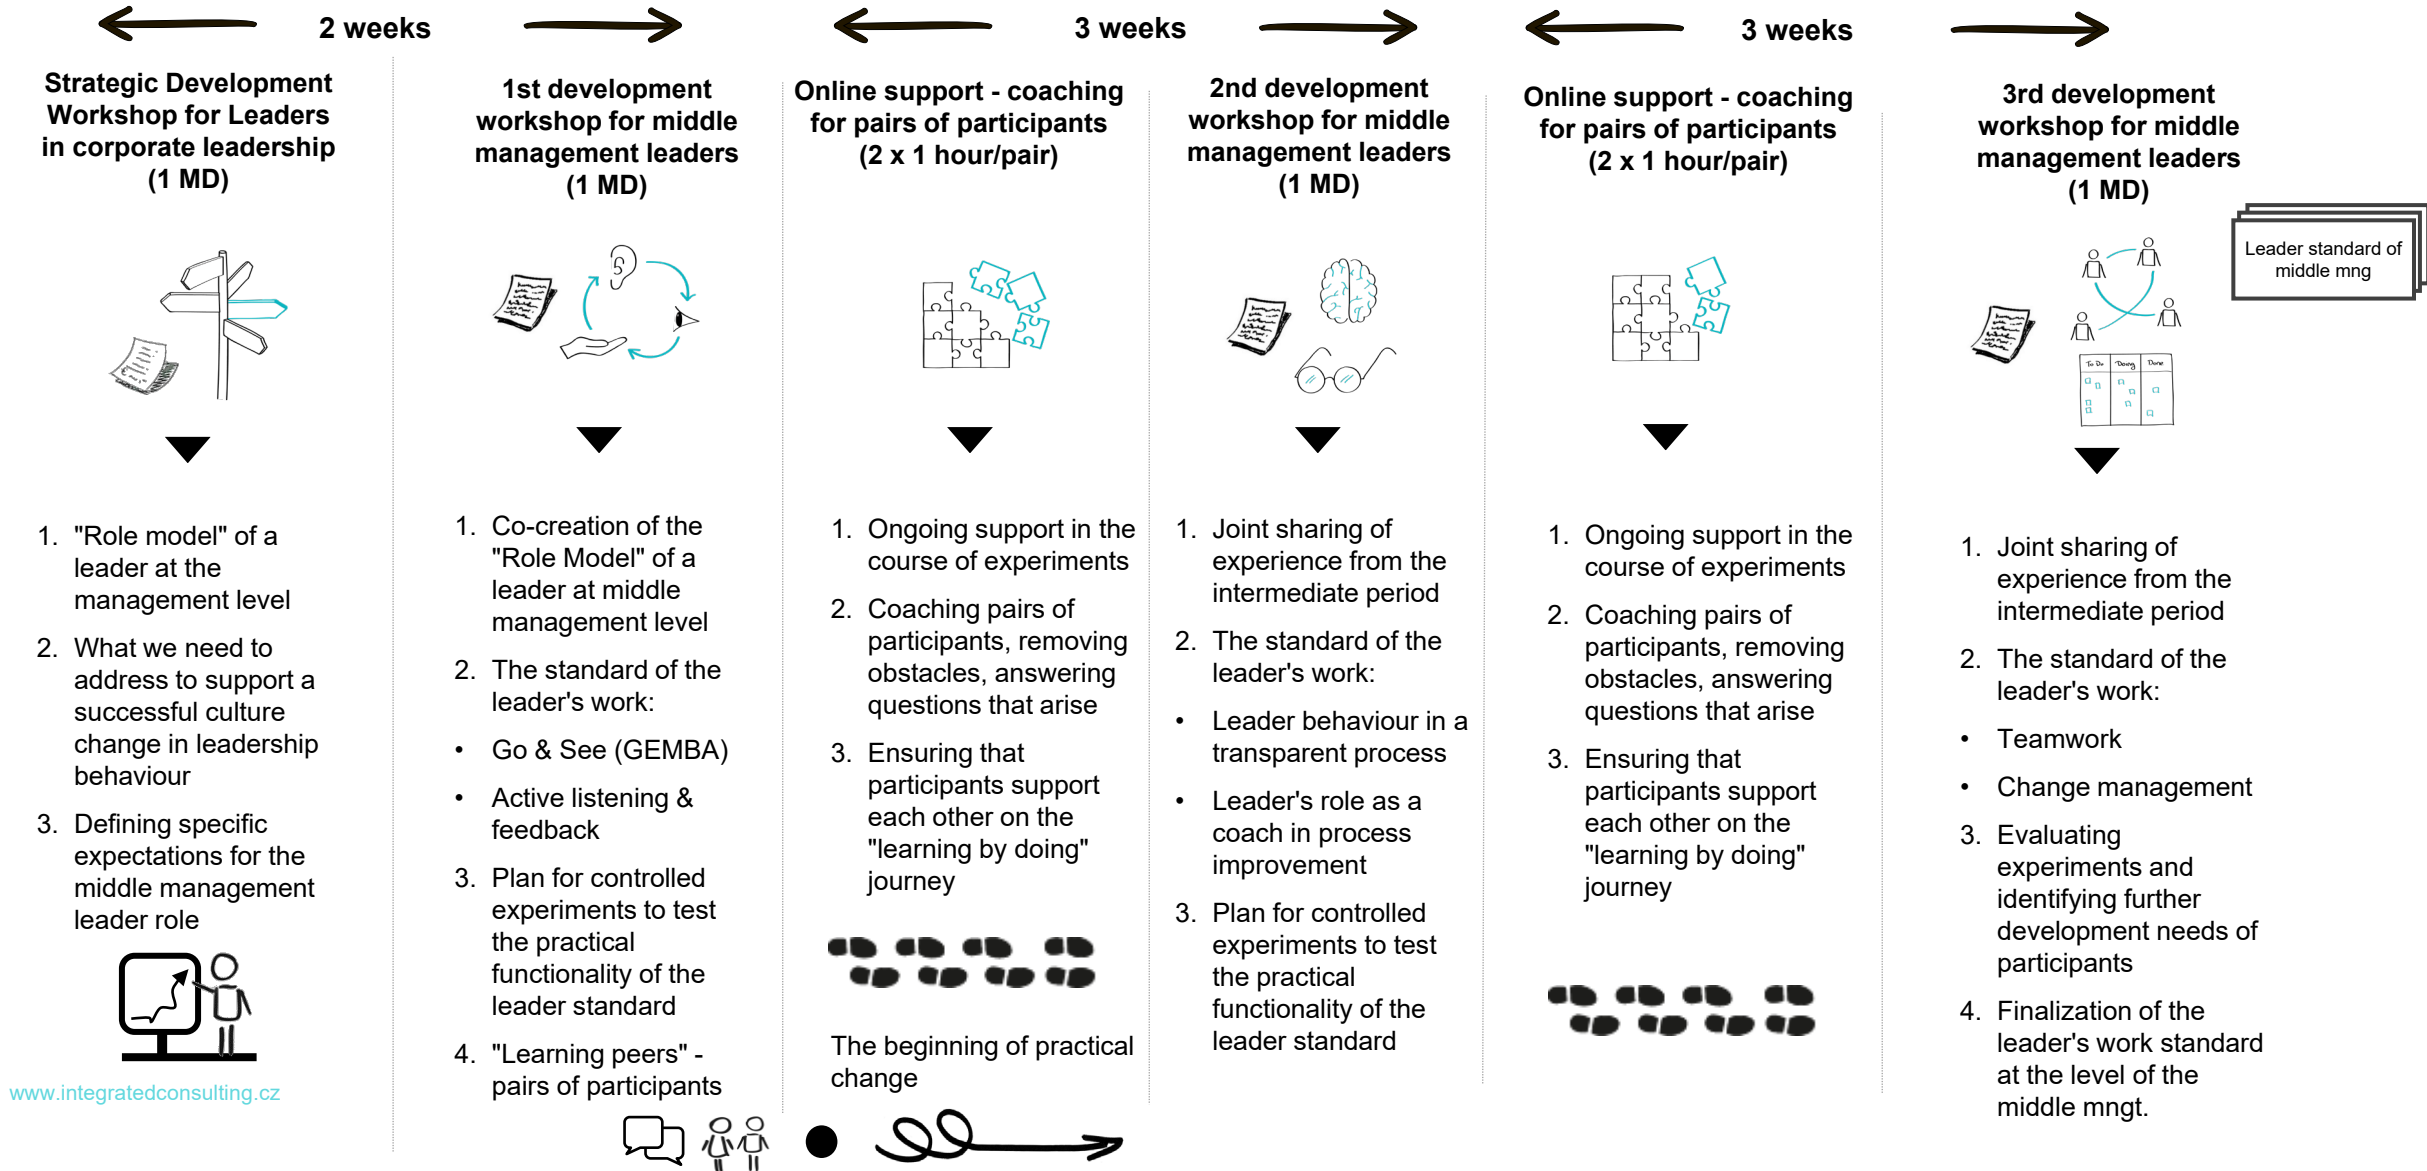 2 weeks
3 weeks
3 weeks
Strategic Development
Workshop for Leaders
in corporate leadership
(1 MD)
1st development
workshop for middle
management leaders
(1 MD)
Online support - coaching
for pairs of participants
(2 x 1 hour/pair)
2nd development
workshop for middle
management leaders
(1 MD)
Online support - coaching
for pairs of participants
(2 x 1 hour/pair)
3rd development
workshop for middle
management leaders
(1 MD)
Leader standard of
middle mng
To Do
Doing
Done
1. "Role model" of a
leader at the
management level
2. What we need to
address to support a
successful culture
change in leadership
behaviour
3. Defining specific
expectations for the
middle management
leader role
www.integratedconsulting.cz
1. Co-creation of the
"Role Model" of a
leader at middle
management level
2. The standard of the
leader's work:
• Go & See (GEMBA)
• Active listening &
feedback
3. Plan for controlled
experiments to test
the practical
functionality of the
leader standard
4. "Learning peers" -
pairs of participants
1. Ongoing support in the
course of experiments
2. Coaching pairs of
participants, removing
obstacles, answering
questions that arise
3. Ensuring that
participants support
each other on the
"learning by doing"
journey
The beginning of practical
change
1. Joint sharing of
experience from the
intermediate period
2. The standard of the
leader's work:
• Leader behaviour in a
transparent process
• Leader's role as a
coach in process
improvement
3. Plan for controlled
experiments to test
the practical
functionality of the
leader standard
1. Ongoing support in the
course of experiments
2. Coaching pairs of
participants, removing
obstacles, answering
questions that arise
3. Ensuring that
participants support
each other on the
"learning by doing"
journey
1. Joint sharing of
experience from the
intermediate period
2. The standard of the
leader's work:
• Teamwork
• Change management
3. Evaluating
experiments and
identifying further
development needs of
participants
4. Finalization of the
leader's work standard
at the level of the
middle mngt.